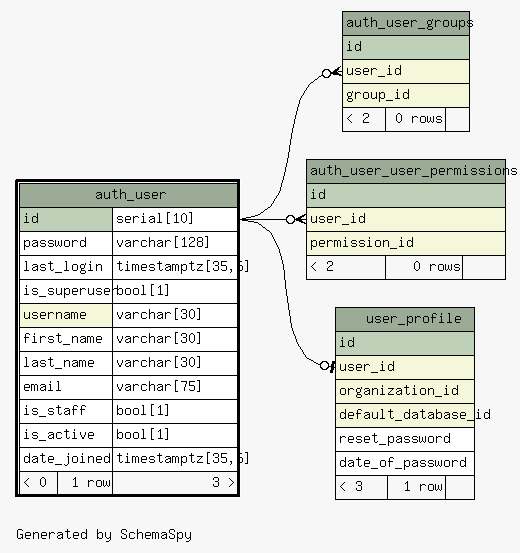 auth_user_groups
id
user_id
group_id
< 2 0 rows
auth_user_user_permissions
id
user_id
permission_id
< 2 0 rows
auth_user
id serial[10]
password varchar[128]
last_login timestamptz[35,6]
is_superuser bool[1]
username varchar[30]
first_name varchar[30]
last_name varchar[30]
email varchar[75]
is_staff bool[1]
is_active bool[1]
date_joined timestamptz[35,6]
< 0 1 row 3 >
user_profile
id
user_id
organization_id
default_database_id
reset_password
date_of_password
< 3 1 row
Generated by SchemaSpy